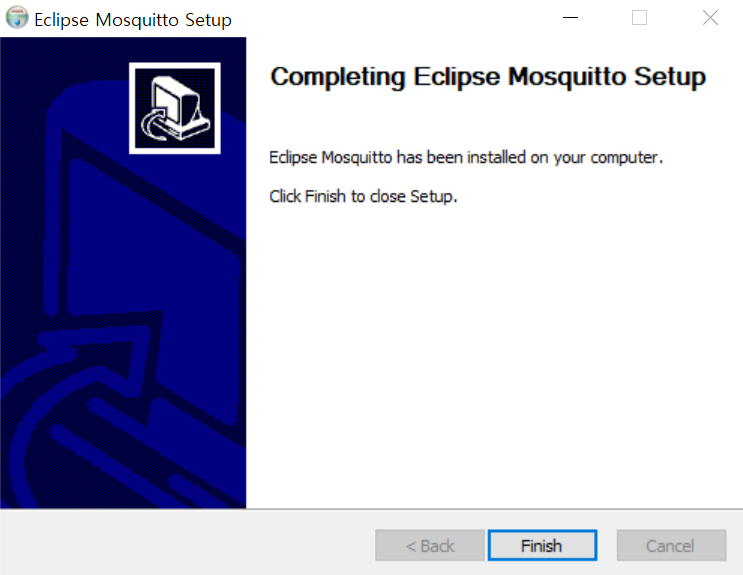 Eclipse Mosquitto Setup
Completing Eclipse Mosquitto Setup
Eclipse Mosquitto has been installed on your computer.
Click Finish to close Setup.
< Back
Finish
Cancel